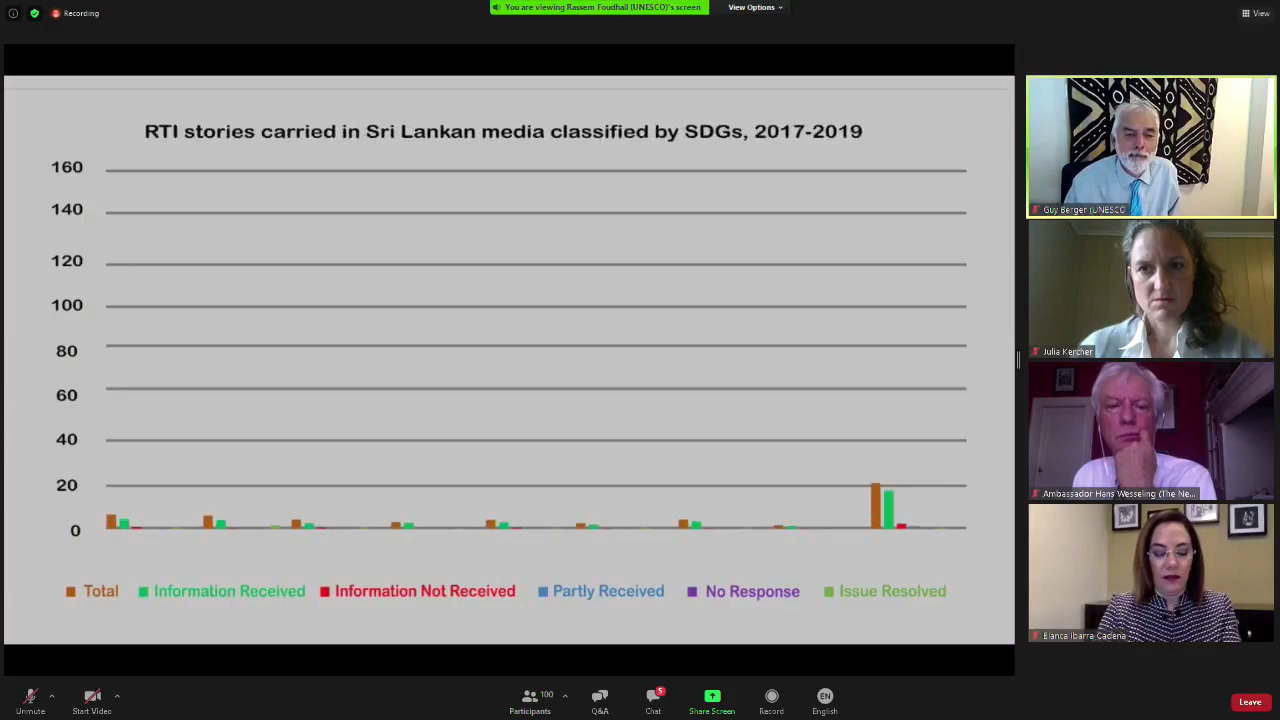 Recording
You are viewing Rassem Foudhail (UNESCO)'s screen
View Options
View
RTI stories carried in Sri Lankan media classified by SDGs, 2017-2019
160
140
120
100
80
60
40
20
0
Total
Information Received
Information Not Received
Partly Received
No Response
Issue Resolved
Guy Berger (UNESCO
Julia Kercher
Ambassador Hans Wesseling (The Ne...
Blanca Ibarra Cadena
Unmute
Start Video
100
Participants
Q&A
5
Chat
Share Screen
Record
EN
English
Leave